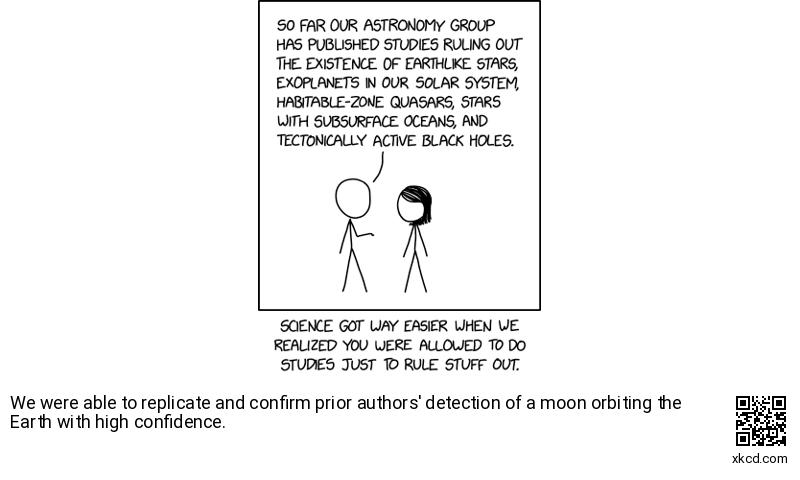 SO FAR OUR ASTRONOMY GROUP
HAS PUBLISHED STUDIES RULING OUT
THE EXISTENCE OF EARTHLIKE STARS,
EXOPLANETS IN OUR SOLAR SYSTEM,
HABITABLE-ZONE QUASARS, STARS
WITH SUBSURFACE OCEANS, AND
TECTONICALLY ACTIVE BLACK HOLES.
SCIENCE GOT WAY EASIER WHEN WE
REALIZED YOU WERE ALLOWED TO DO
STUDIES JUST TO RULE STUFF OUT.
We were able to replicate and confirm prior authors' detection of a moon orbiting the
Earth with high confidence.
xkcd.com